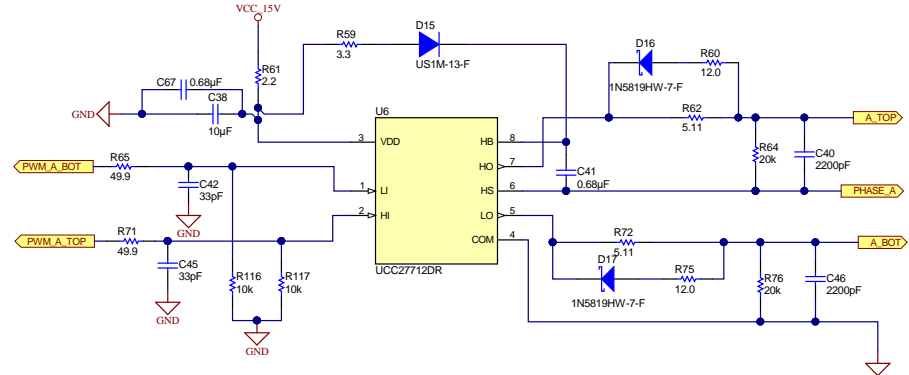 VCC_15V
D15
R59
3.3
US1M-13-F
D16
R60
12.0
1N5819HW-7-F
C67
0.68µF
R61
2.2
C38
10µF
GND
U6
R62
5.11
A_TOP
3
VDD
HB
8
R64
20k
C40
2200pF
HO
7
PWM_A_BOT
R65
49.9
C41
0.68µF
C42
33pF
1
LI
HS
6
PHASE_A
GND
2
HI
LO
5
PWM_A_TOP
R71
49.9
R72
5.11
A_BOT
COM
4
C45
33pF
D17
R75
12.0
1N5819HW-7-F
R76
20k
C46
2200pF
R116
10k
R117
10k
UCC27712DR
GND
GND